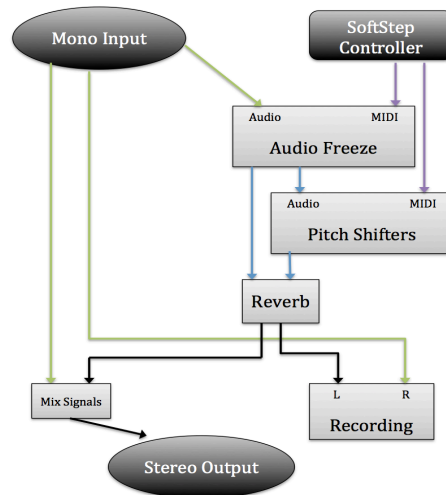 Mono Input
SoftStep
Controller
Audio MIDI
Audio Freeze
Audio MIDI
Pitch Shifters
Reverb
Mix Signals
L R
Recording
Stereo Output